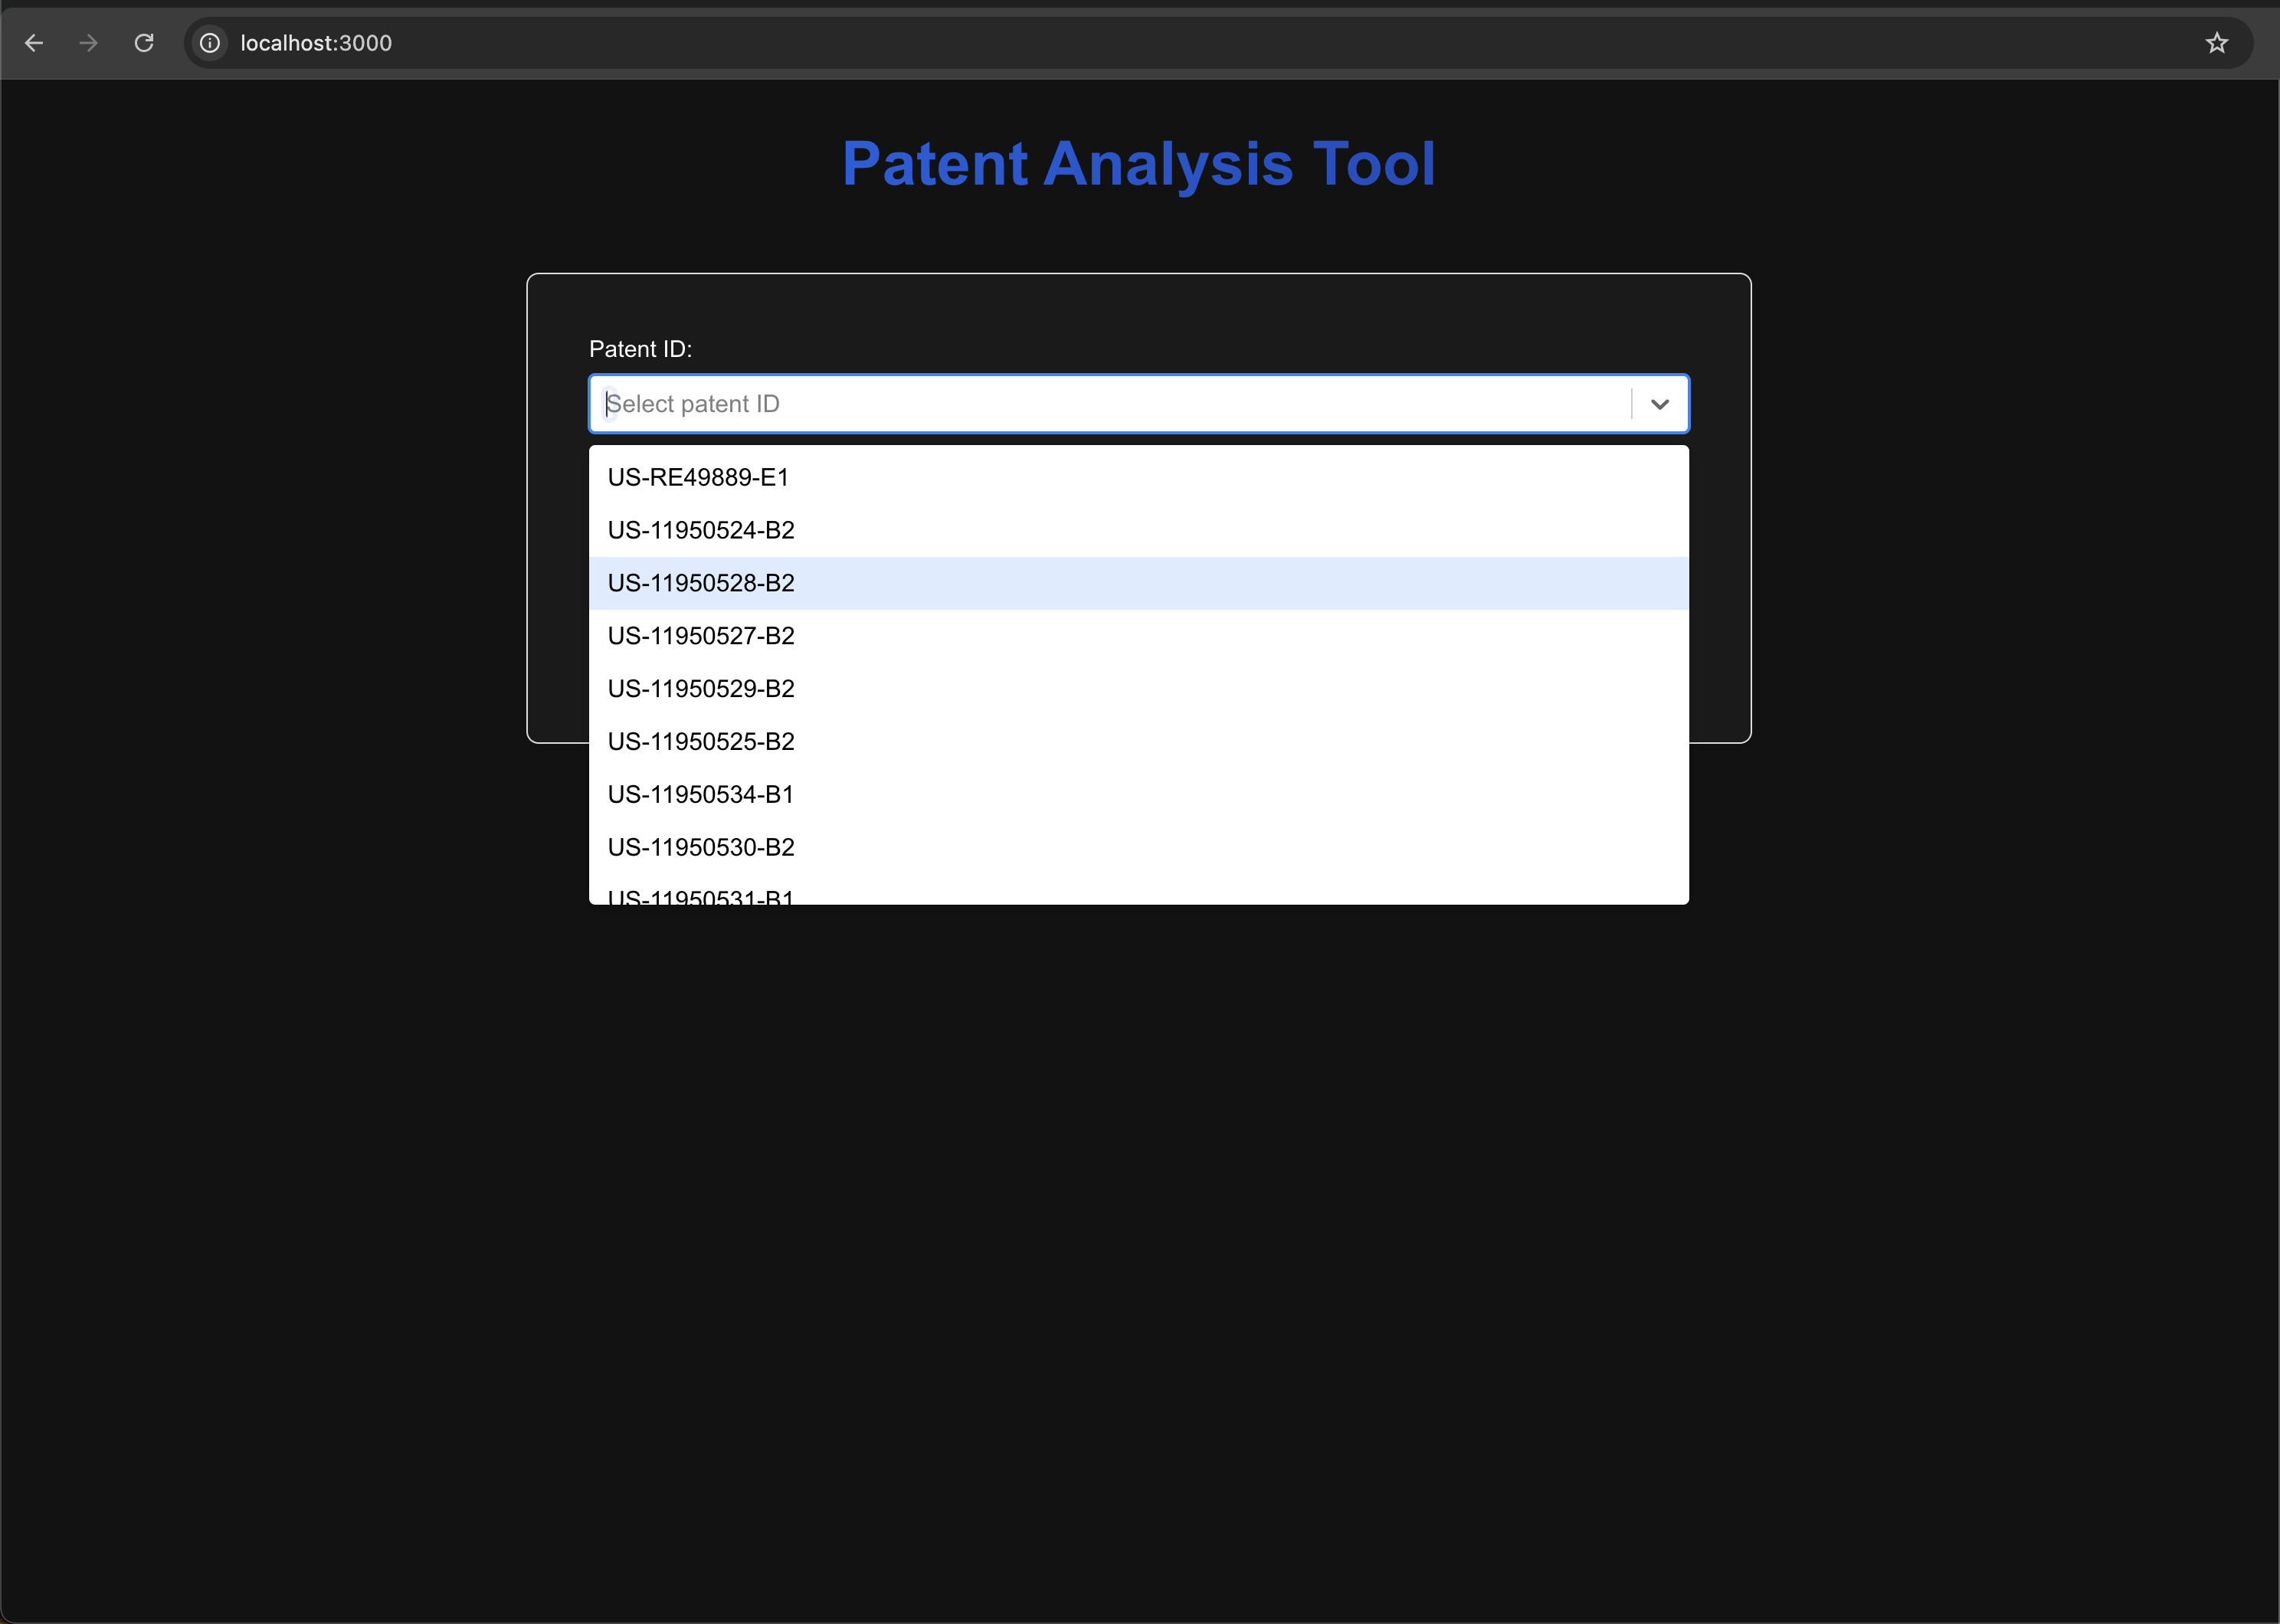 localhost:3000
Patent Analysis Tool
Patent ID:
Select patent ID
US-RE49889-E1
US-11950524-B2
US-11950528-B2
US-11950527-B2
US-11950529-B2
US-11950525-B2
US-11950534-B1
US-11950530-B2
US-11950531-B1